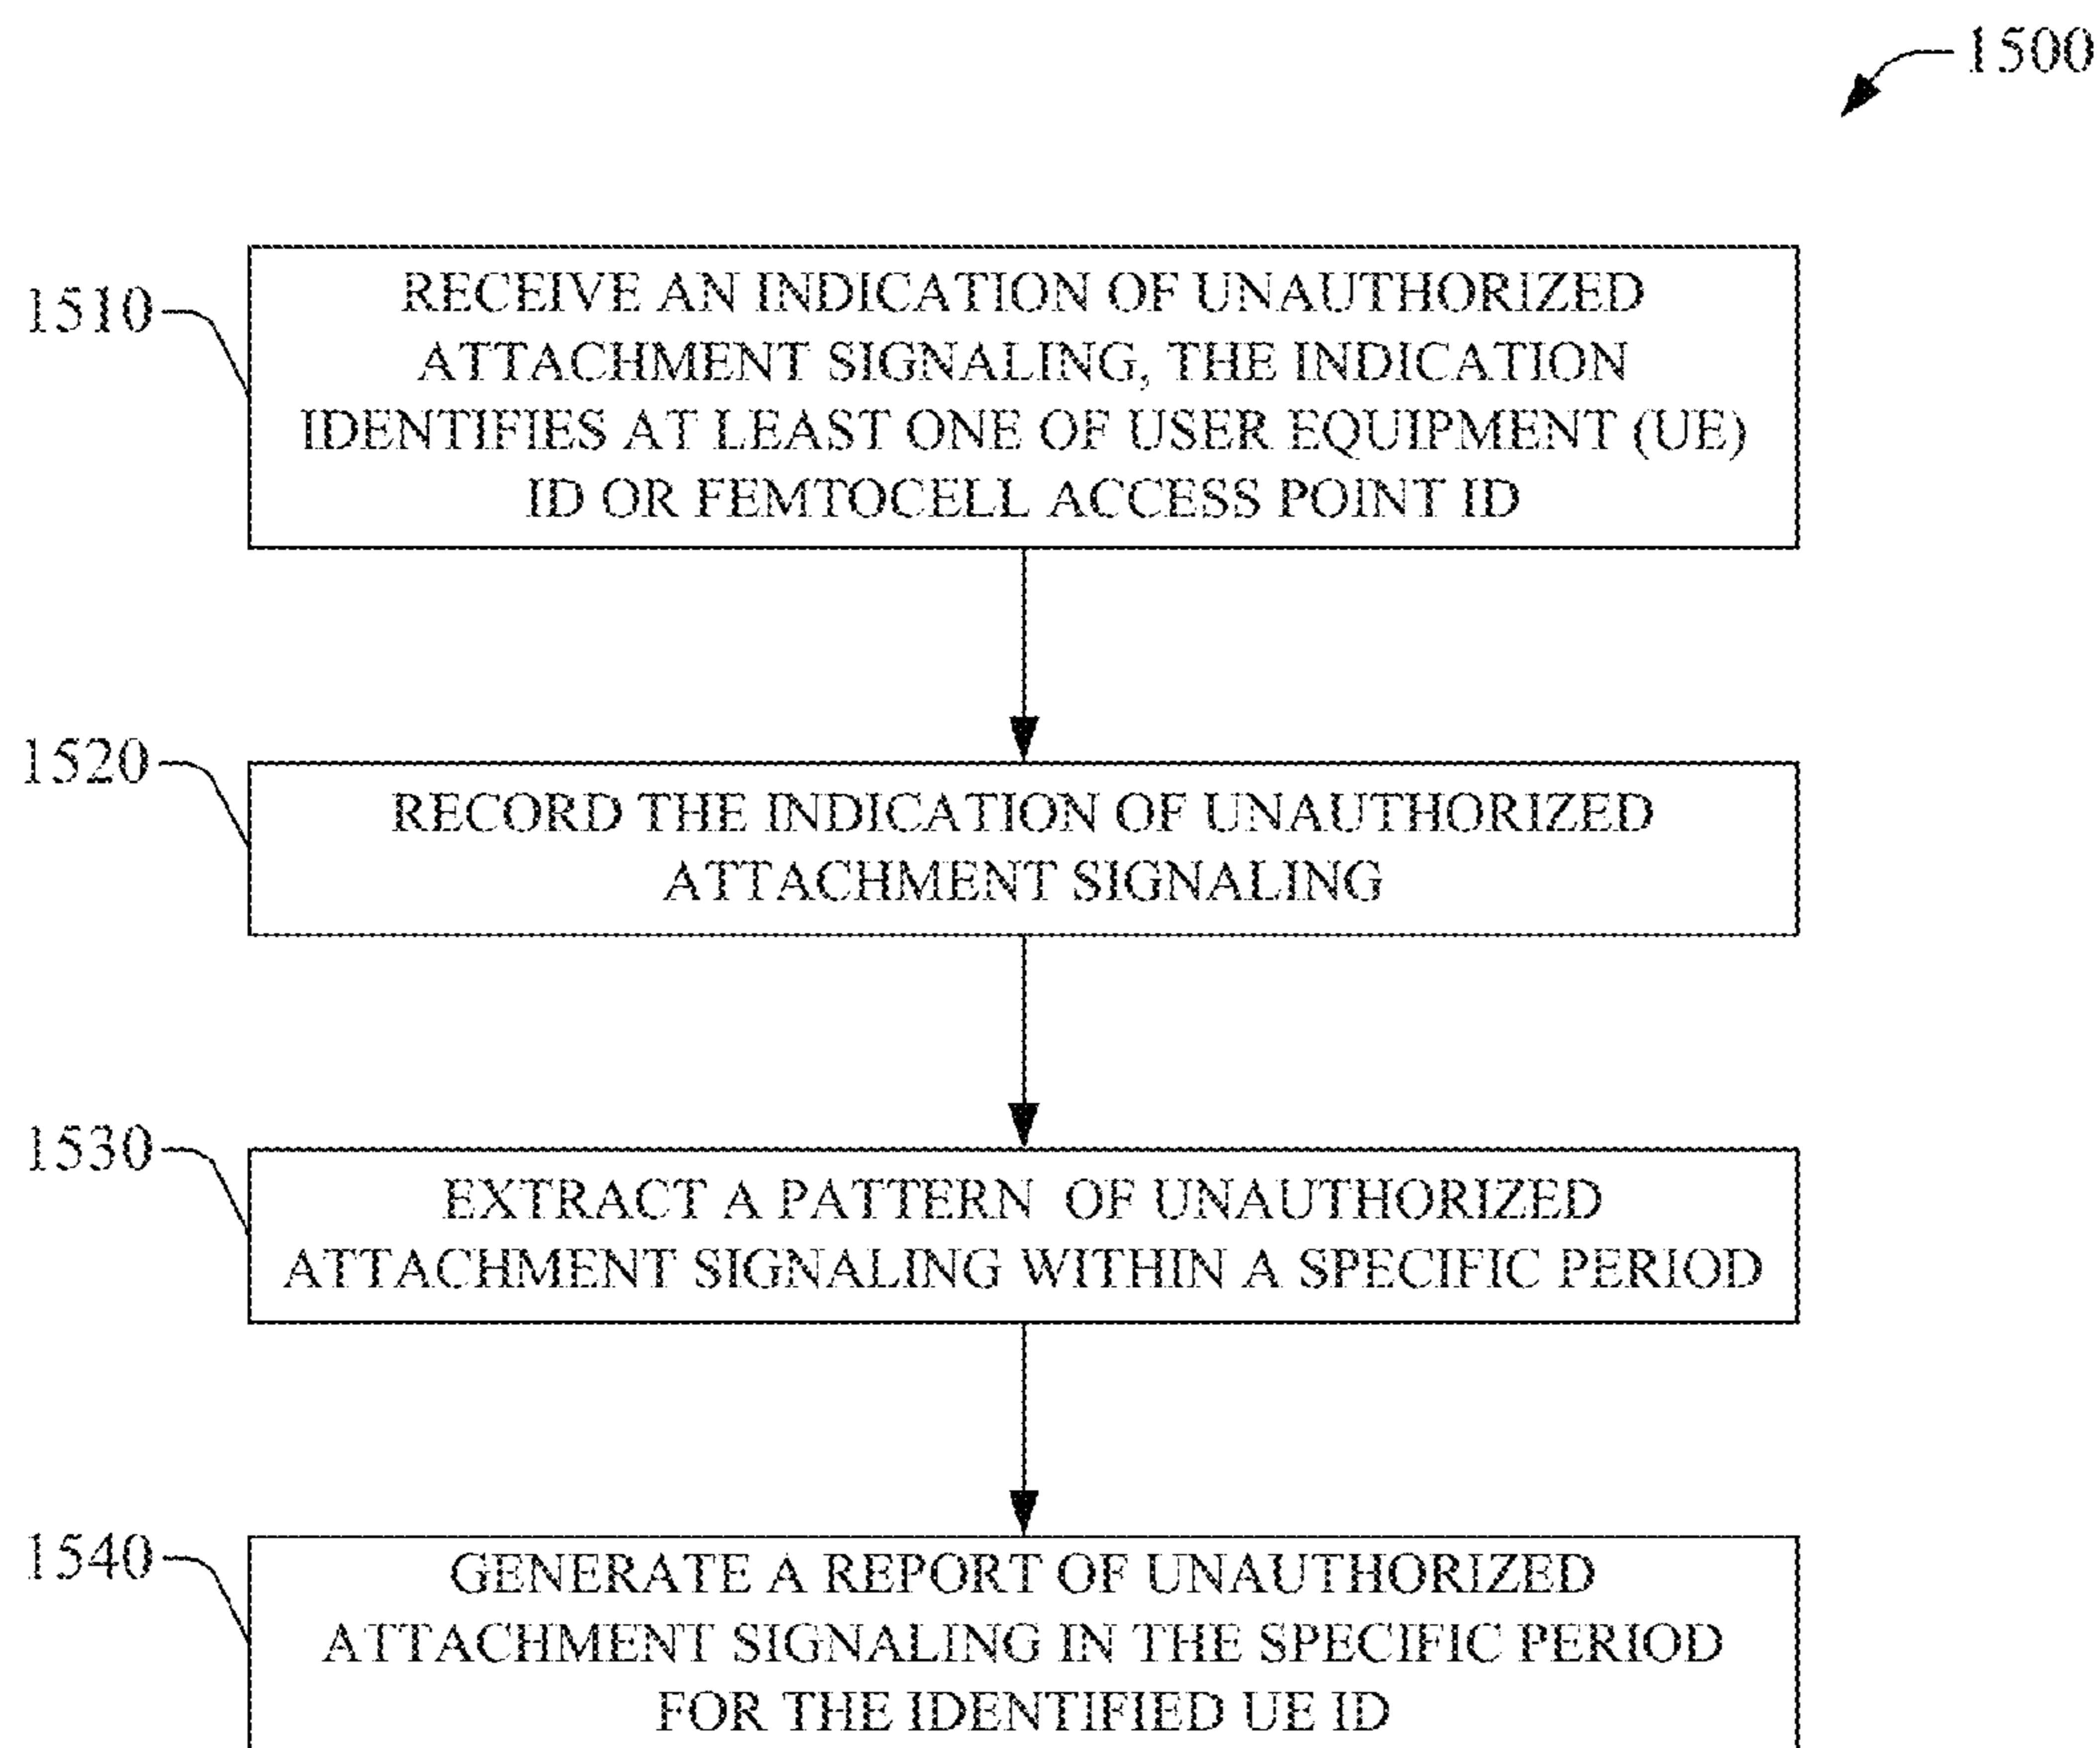 1500
1510
RECEIVE AN INDICATION OF UNAUTHORIZED
ATTACHMENT SIGNALING, THE INDICATION
IDENTIFIES AT LEAST ONE OF USER EQUIPMENT (UE)
ID OR FEMTOCELL ACCESS POINT ID
1520
RECORD THE INDICATION OF UNAUTHORIZED
ATTACHMENT SIGNALING
1530
EXTRACT A PATTERN OF UNAUTHORIZED
ATTACHMENT SIGNALING WITHIN A SPECIFIC PERIOD
1540
GENERATE A REPORT OF UNAUTHORIZED
ATTACHMENT SIGNALING IN THE SPECIFIC PERIOD
FOR THE IDENTIFIED UE ID